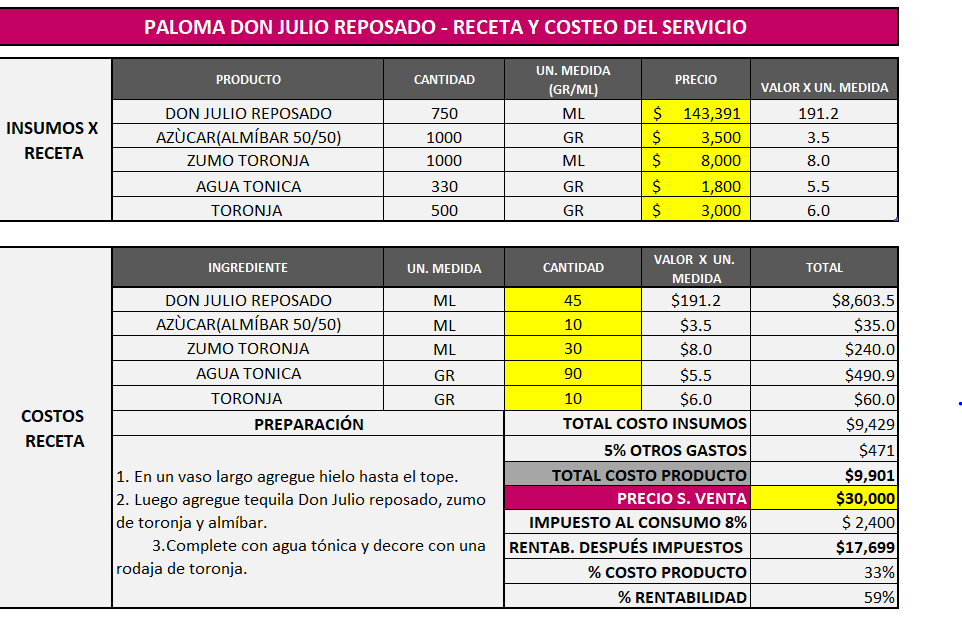 PALOMA DON JULIO REPOSADO - RECETA Y COSTEO DEL SERVICIO
INSUMOS X RECETA
PRODUCTO CANTIDAD UN. MEDIDA (GR/ML) PRECIO VALOR X UN. MEDIDA
DON JULIO REPOSADO 750 ML $ 143,391 191.2
AZÙCAR(ALMÍBAR 50/50) 1000 GR $ 3,500 3.5
ZUMO TORONJA 1000 ML $ 8,000 8.0
AGUA TONICA 330 GR $ 1,800 5.5
TORONJA 500 GR $ 3,000 6.0
COSTOS RECETA
INGREDIENTE UN. MEDIDA CANTIDAD VALOR X UN. MEDIDA TOTAL
DON JULIO REPOSADO ML 45 $191.2 $8,603.5
AZÙCAR(ALMÍBAR 50/50) ML 10 $3.5 $35.0
ZUMO TORONJA ML 30 $8.0 $240.0
AGUA TONICA GR 90 $5.5 $490.9
TORONJA GR 10 $6.0 $60.0
PREPARACIÓN
1. En un vaso largo agregue hielo hasta el tope.
2. Luego agregue tequila Don Julio reposado, zumo
de toronja y almíbar.
3.Complete con agua tónica y decore con una
rodaja de toronja.
TOTAL COSTO INSUMOS $9,429
5% OTROS GASTOS $471
TOTAL COSTO PRODUCTO $9,901
PRECIO S. VENTA $30,000
IMPUESTO AL CONSUMO 8% $ 2,400
RENTAB. DESPUÉS IMPUESTOS $17,699
% COSTO PRODUCTO 33%
% RENTABILIDAD 59%